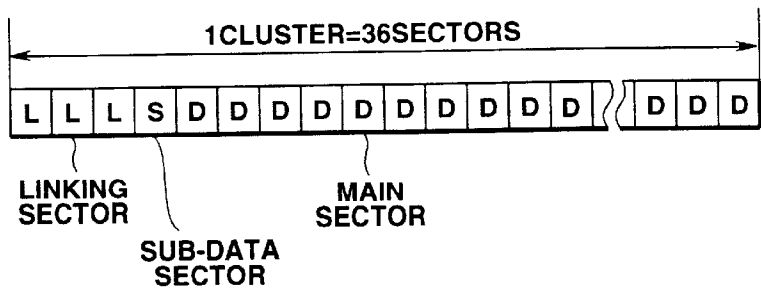 1CLUSTER=36SECTORS
L L L S D D D D D D D D D D D D D
LINKING
SECTOR
SUB-DATA
SECTOR
MAIN
SECTOR